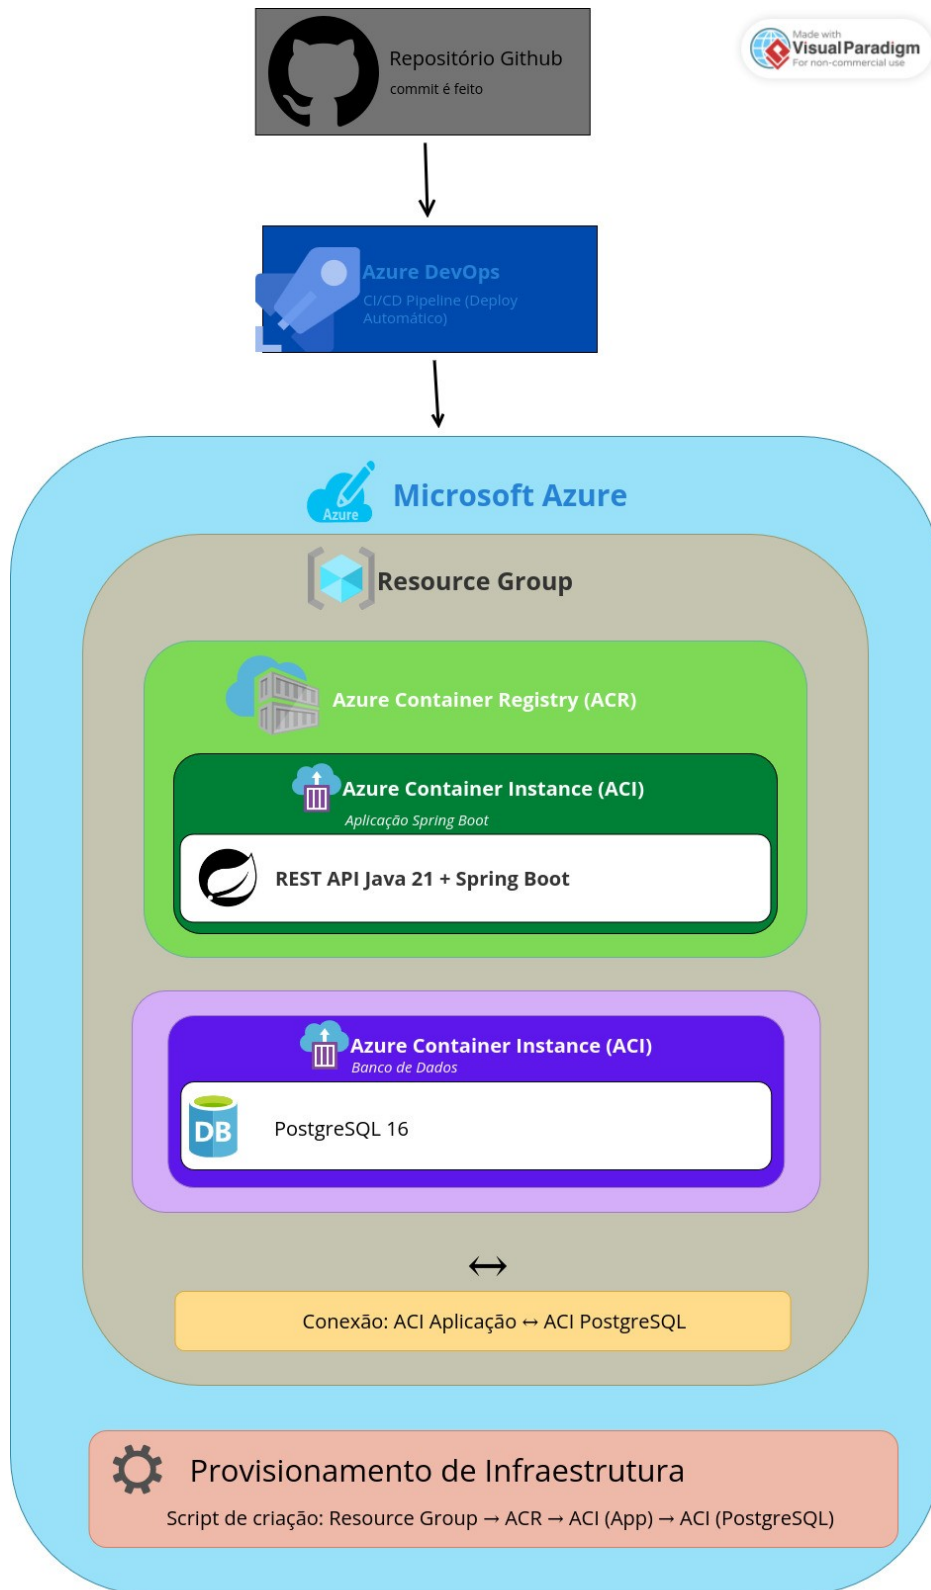 Repositório Github
commit é feito
Made with
Visual Paradigm
For non-commercial use
Azure DevOps
CI/CD Pipeline (Deploy
Automático)
Azure
Microsoft Azure
Resource Group
Azure Container Registry (ACR)
Azure Container Instance (ACI)
Aplicação Spring Boot
REST API Java 21 + Spring Boot
Azure Container Instance (ACI)
Banco de Dados
DB
PostgreSQL 16
↔
Conexão: ACI Aplicação ↔ ACI PostgreSQL
Provisionamento de Infraestrutura
Script de criação: Resource Group → ACR → ACI (App) → ACI (PostgreSQL)